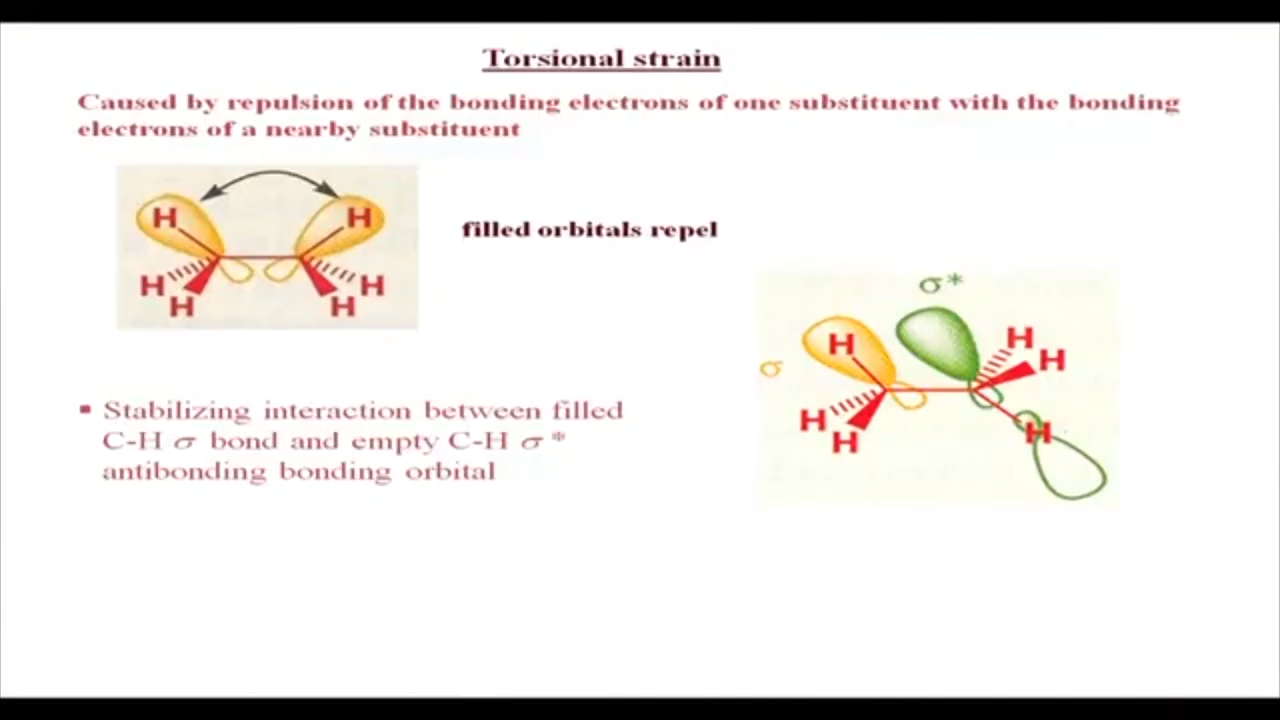 Torsional strain
Caused by repulsion of the bonding electrons of one substituent with the bonding
electrons of a nearby substituent
H H
H H
H H
filled orbitals repel
σ*
H H
H
σ
H H
H
▪ Stabilizing interaction between filled
C-H σ bond and empty C-H σ *
antibonding bonding orbital